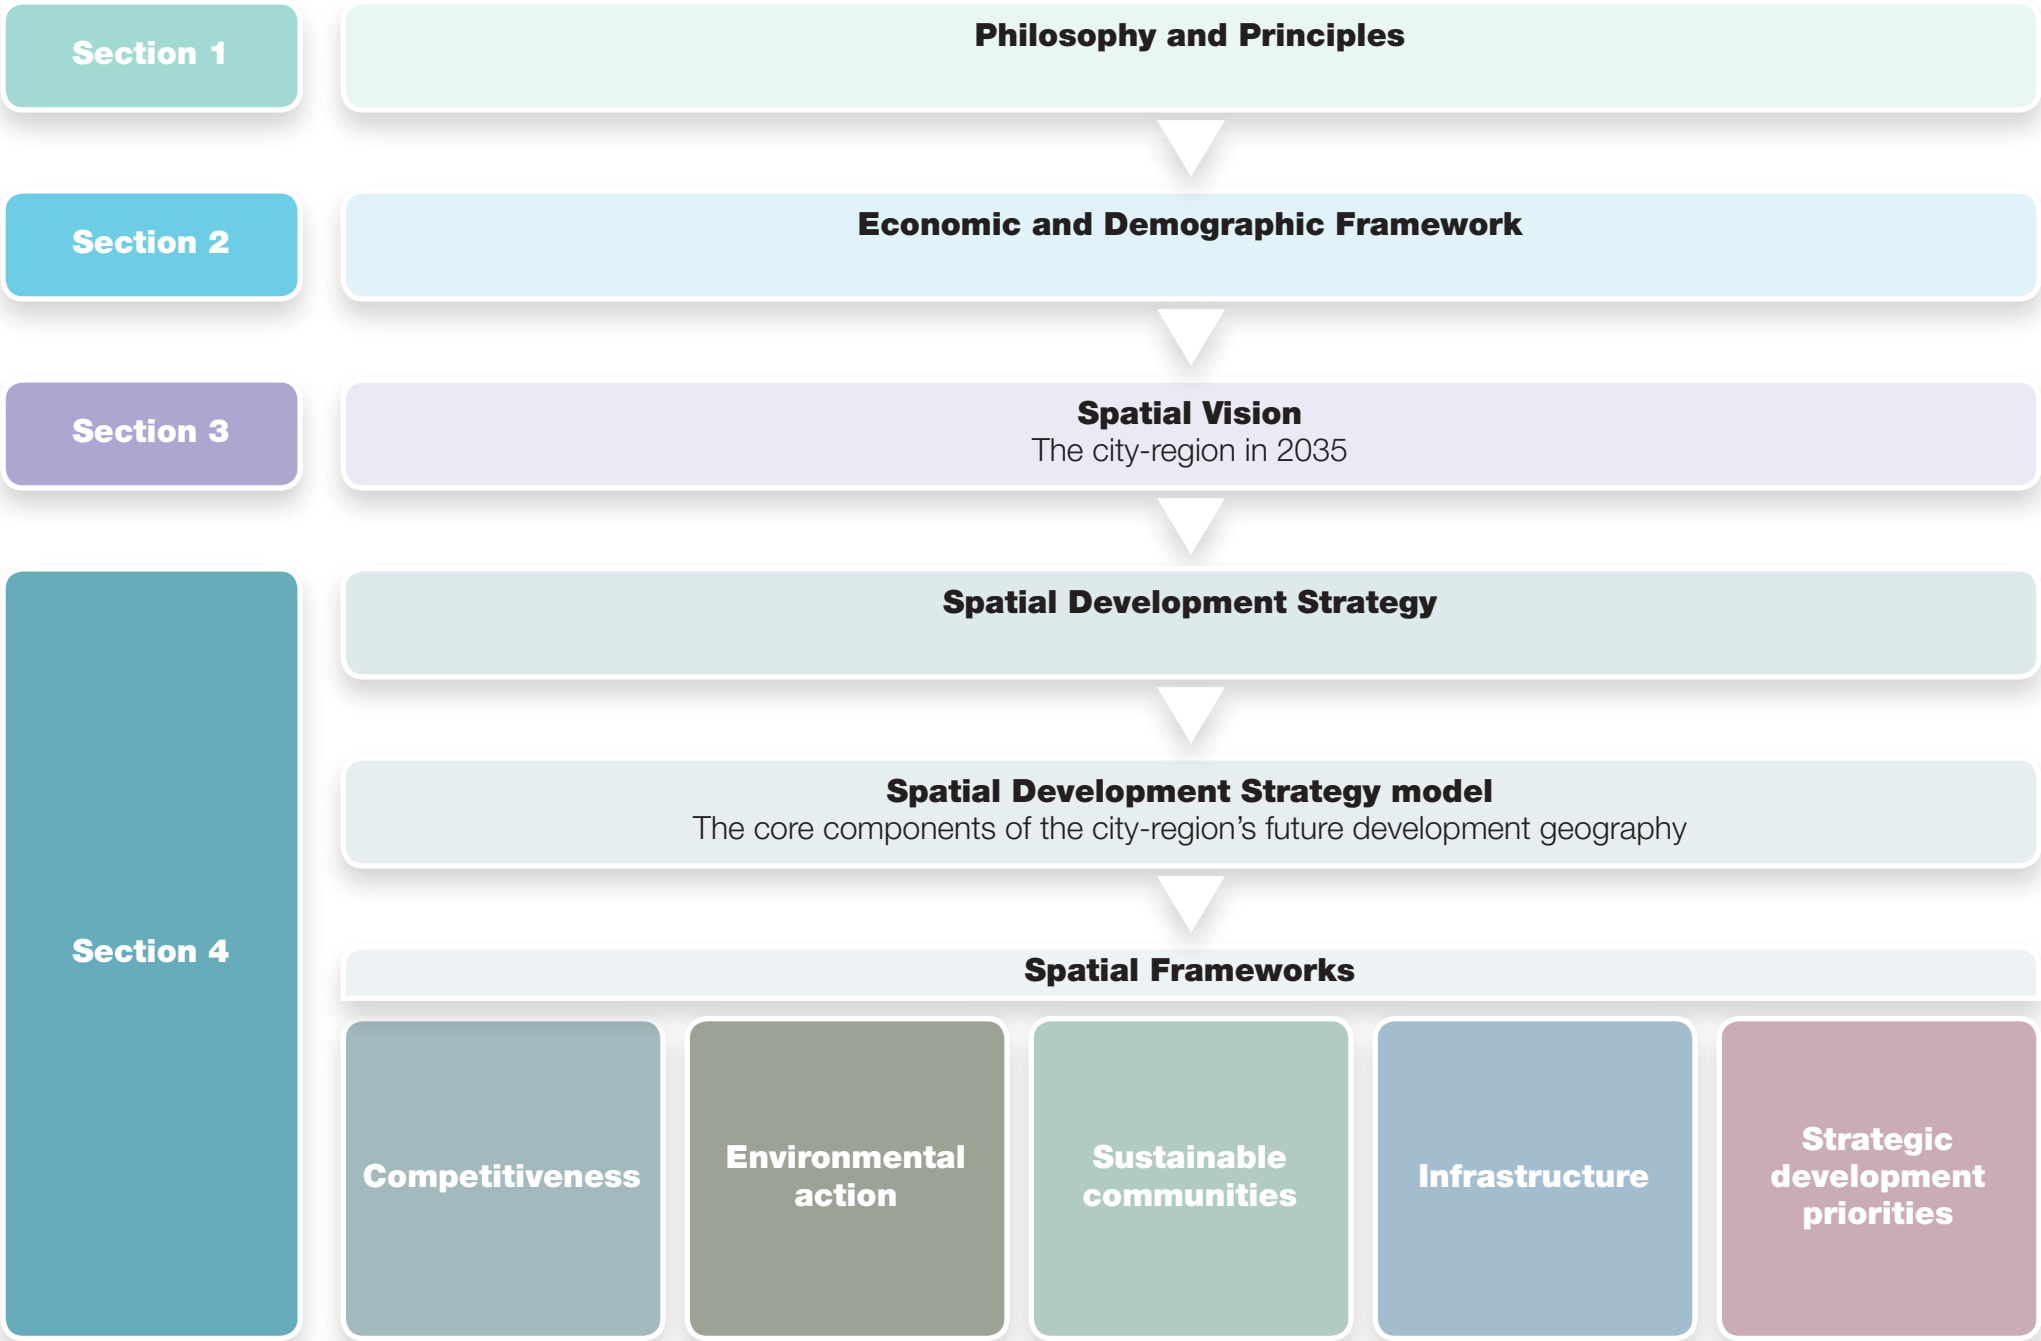 Section 1
Philosophy and Principles
Section 2
Economic and Demographic Framework
Section 3
Spatial Vision
The city-region in 2035
Section 4
Spatial Development Strategy
Spatial Development Strategy model
The core components of the city-region’s future development geography
Spatial Frameworks
Competitiveness
Environmental
action
Sustainable
communities
Infrastructure
Strategic
development
priorities